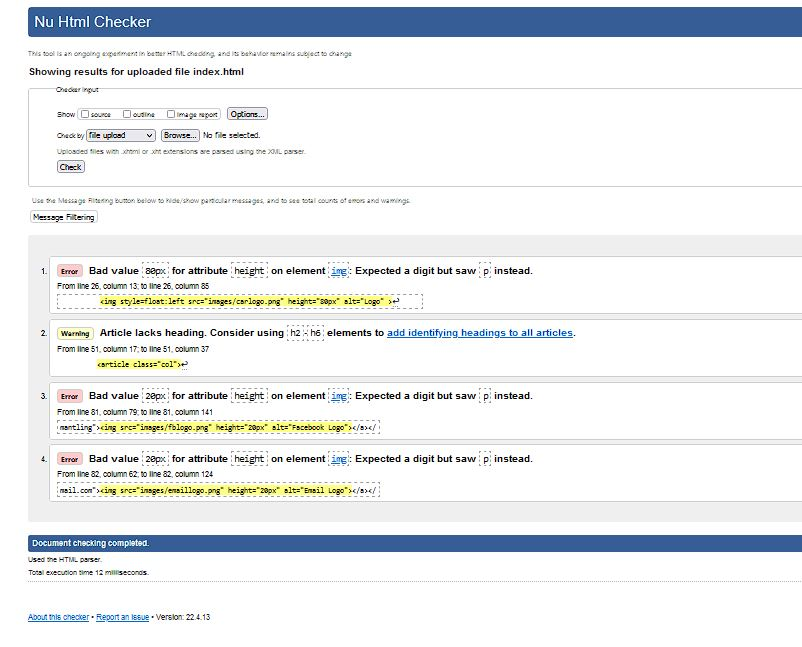 Nu Html Checker
This tool is an ongoing experiment in better HTML checking, and its behavior remains subject to change
Showing results for uploaded file index.html
Checker Input
Show source outline image report Options...
Check by file upload Browse... No file selected.
Uploaded files with .xhtml or .xht extensions are parsed using the XML parser.
Check
Use the Message Filtering button below to hide/show particular messages, and to see total counts of errors and warnings.
Message Filtering
1. Error Bad value 80px for attribute height on element img: Expected a digit but saw p instead.
From line 26, column 13; to line 26, column 85
<img style=float:left src="images/carlogo.png" height="80px" alt="Logo" >↩
2. Warning Article lacks heading. Consider using h2-h6 elements to add identifying headings to all articles.
From line 51, column 17; to line 51, column 37
<article class="col">↩
3. Error Bad value 20px for attribute height on element img: Expected a digit but saw p instead.
From line 81, column 79; to line 81, column 141
mantling"><img src="images/fblogo.png" height="20px" alt="Facebook Logo"></a></
4. Error Bad value 20px for attribute height on element img: Expected a digit but saw p instead.
From line 82, column 62; to line 82, column 124
mail.com"><img src="images/emaillogo.png" height="20px" alt="Email Logo"></a></
Document checking completed.
Used the HTML parser.
Total execution time 12 milliseconds.
About this checker • Report an issue • Version: 22.4.13